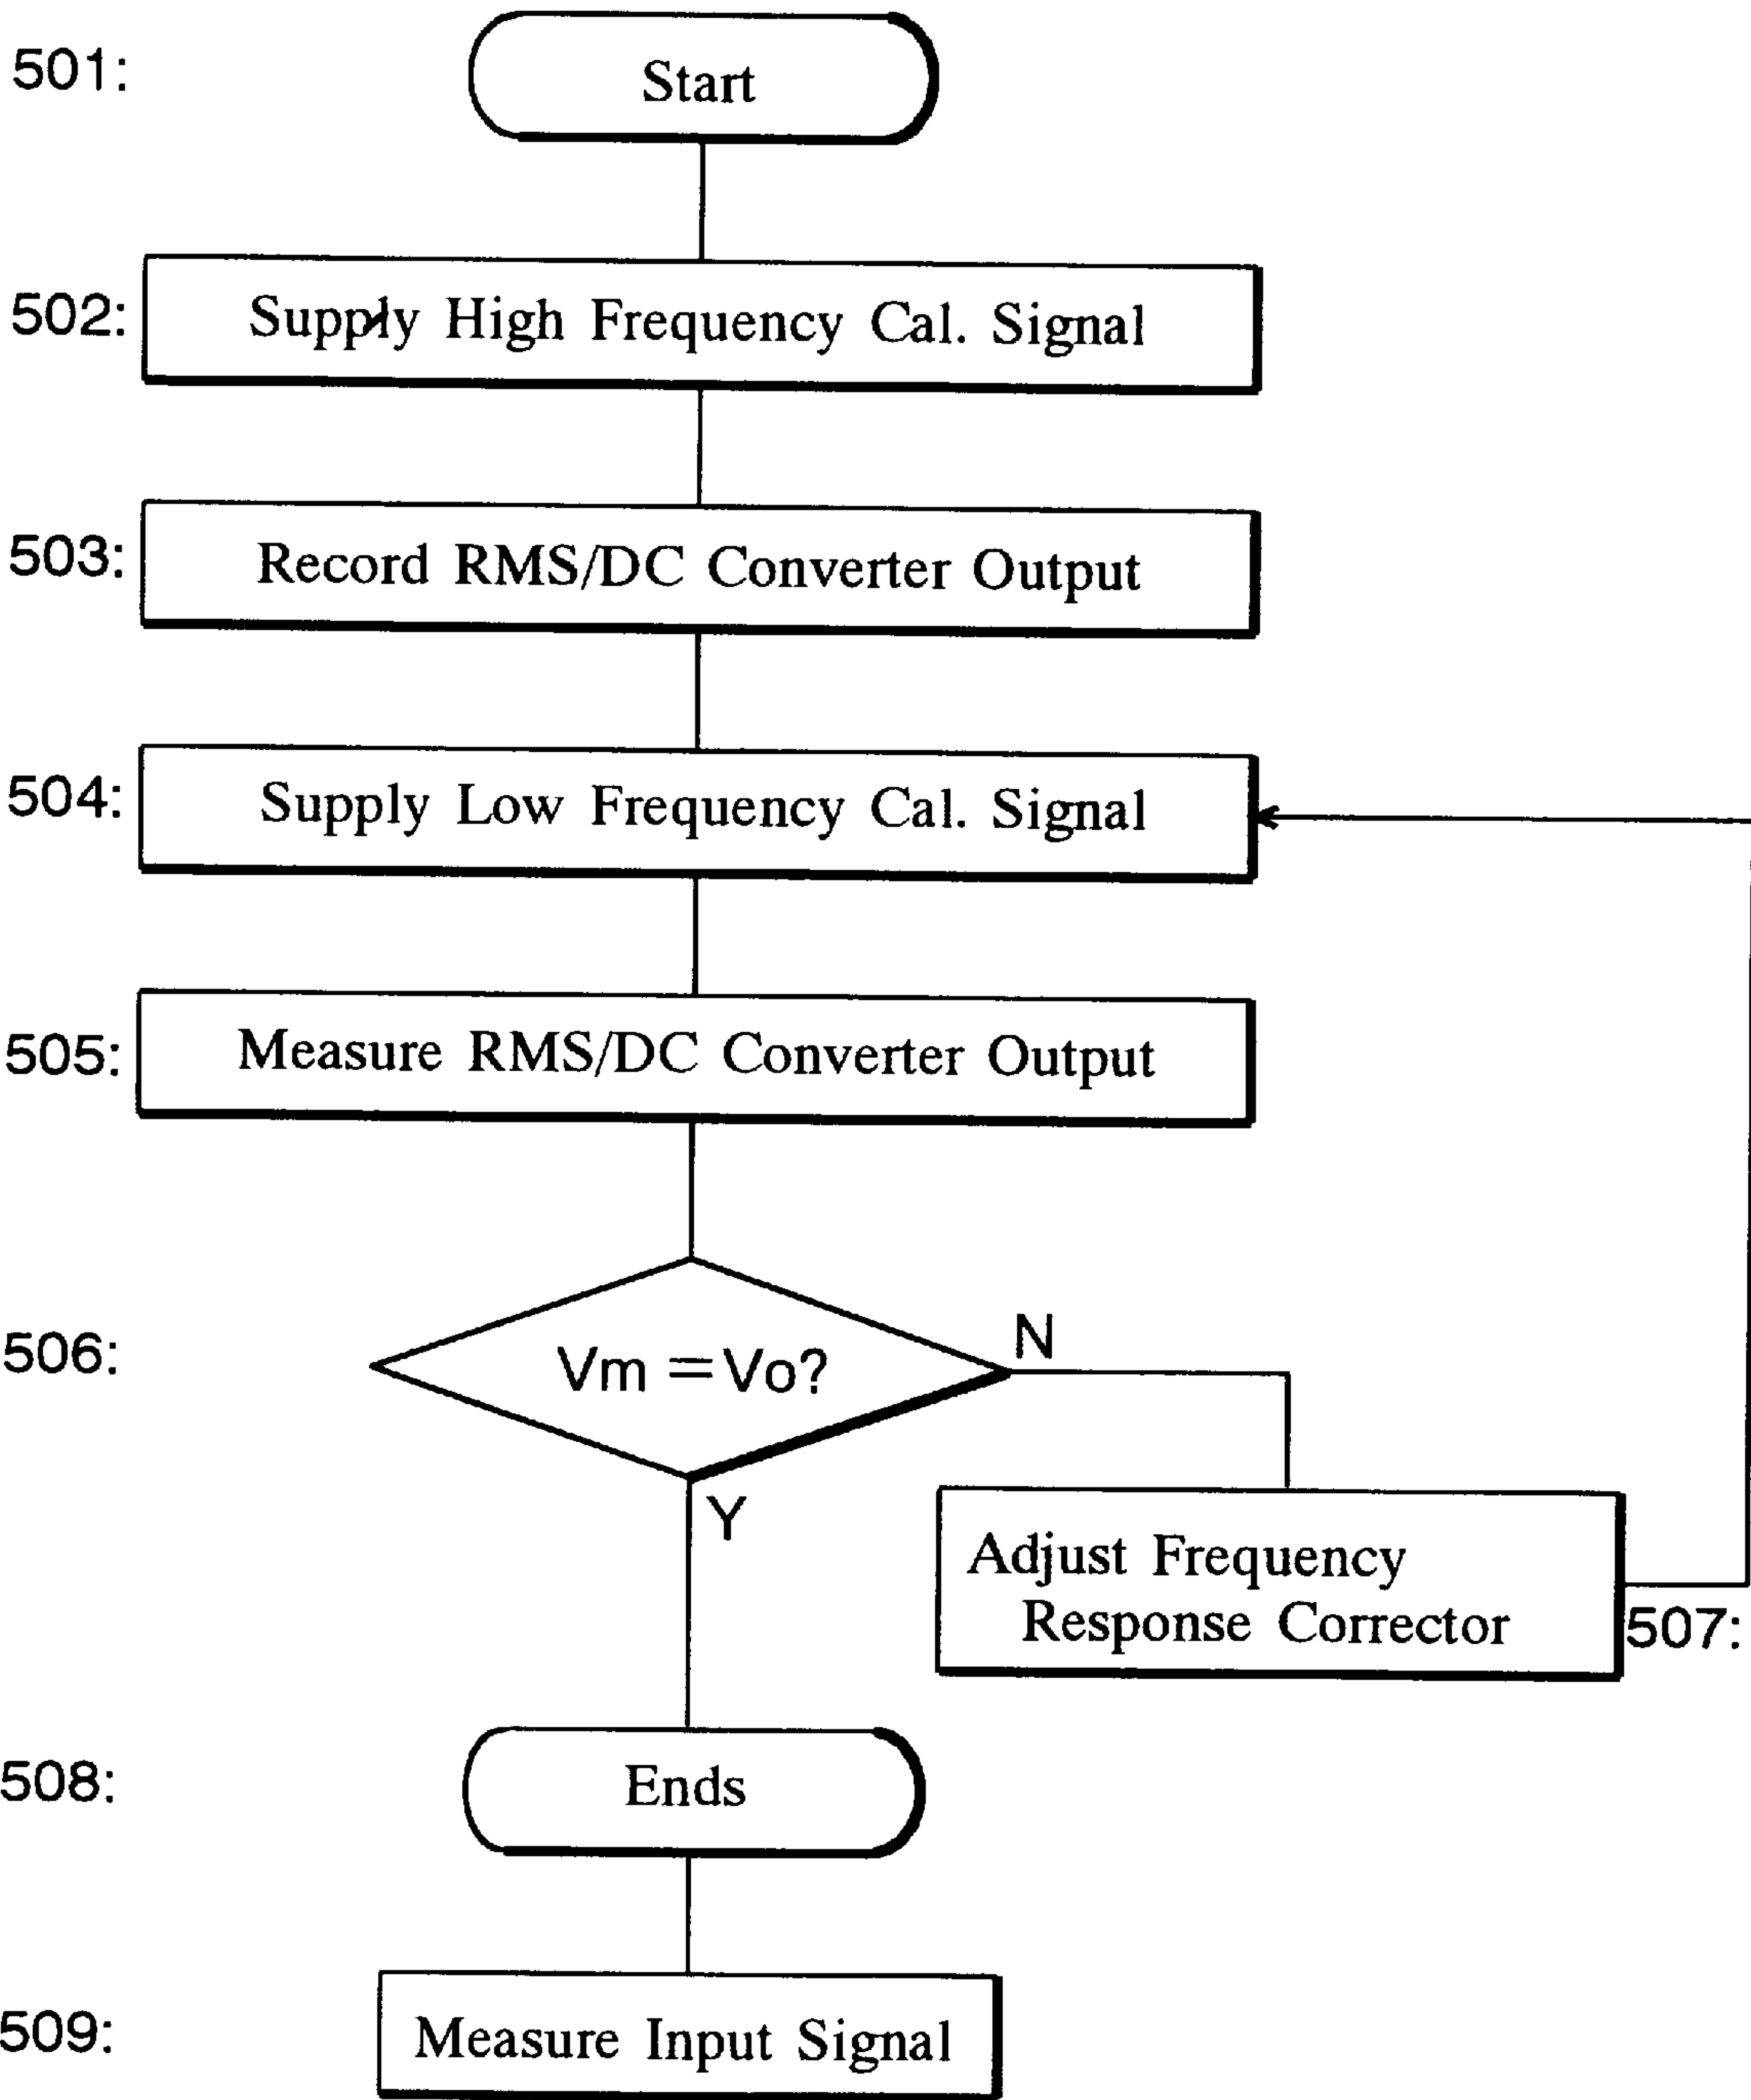 501:
Start
502:
Supply High Frequency Cal. Signal
503:
Record RMS/DC Converter Output
504:
Supply Low Frequency Cal. Signal
505:
Measure RMS/DC Converter Output
506:
Vm = Vo?
N
Y
Adjust Frequency
Response Corrector
507:
508:
Ends
509:
Measure Input Signal